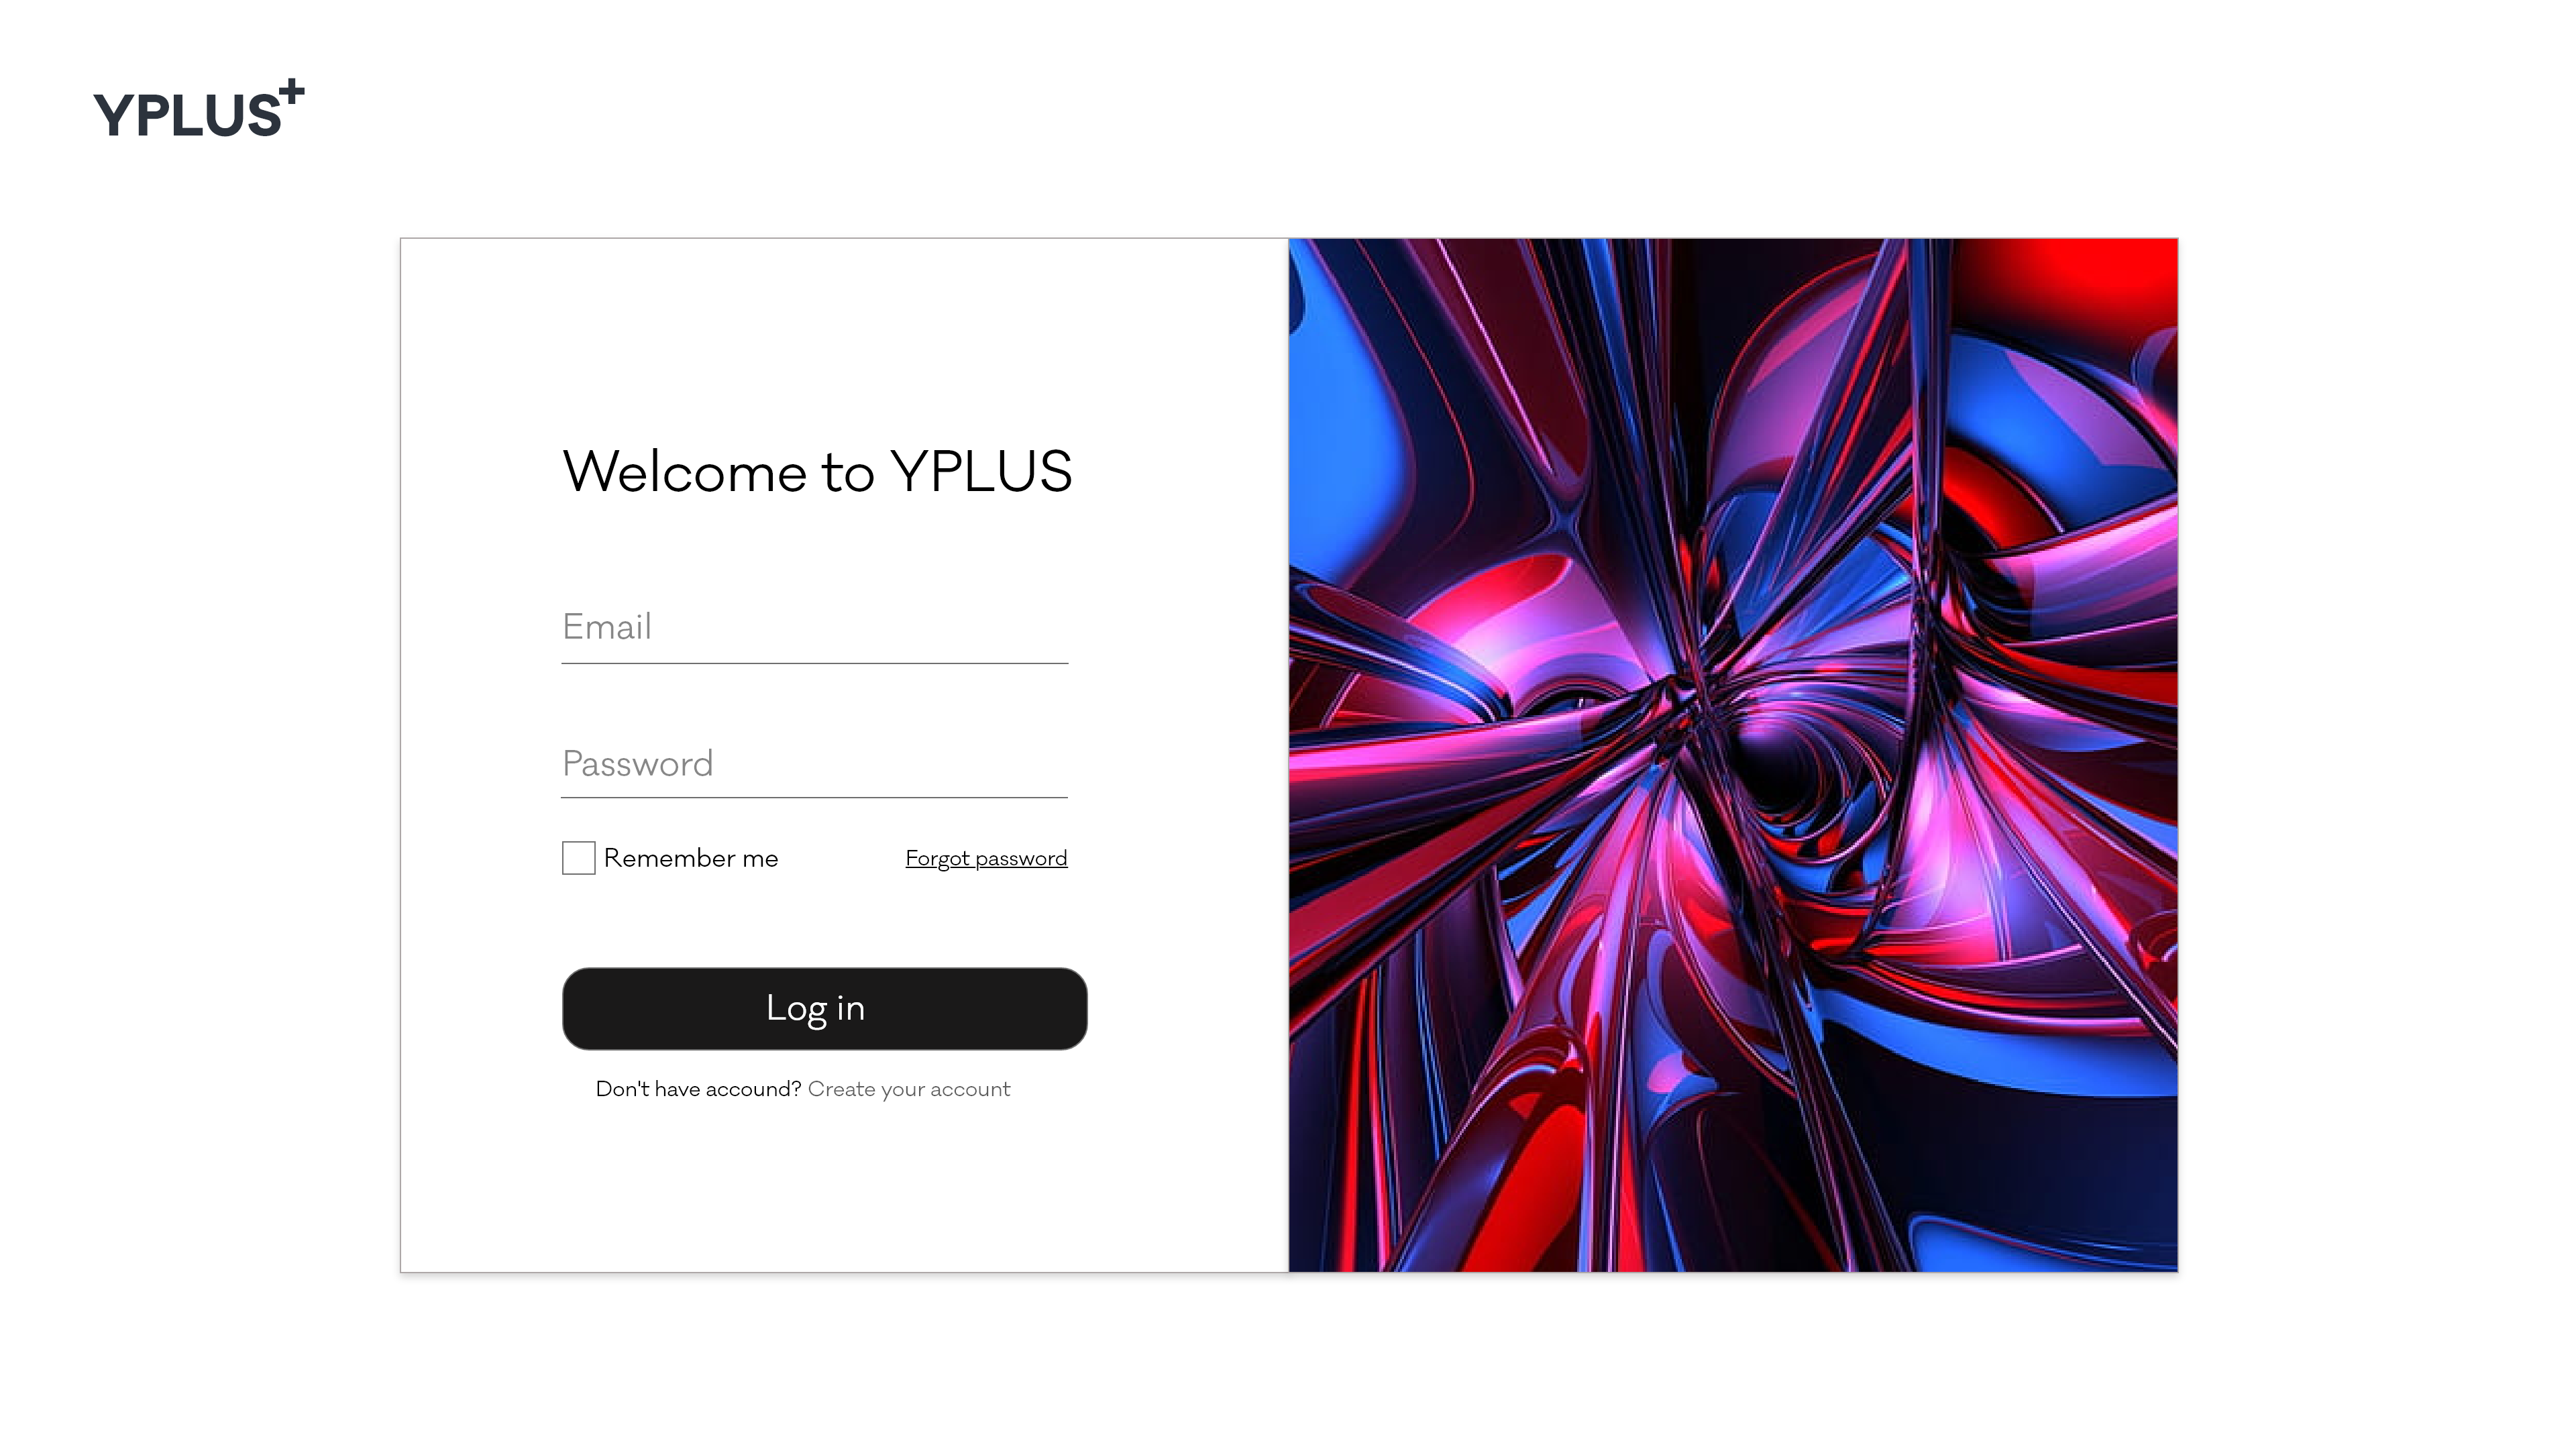 YPLUS+
Welcome to YPLUS
Email
Password
Remember me Forgot password
Log in
Don't have accound? Create your account